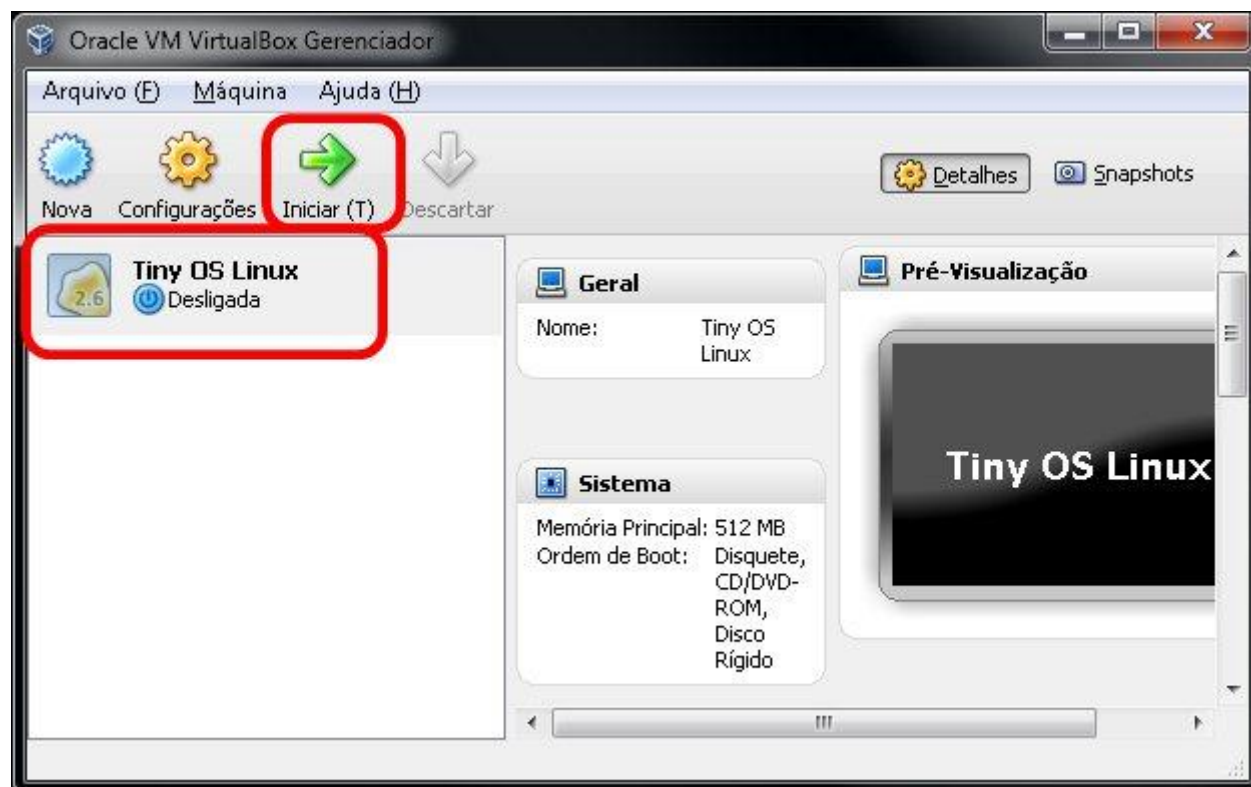 Oracle VM VirtualBox Gerenciador
Arquivo (F) Máquina Ajuda (H)
Nova Configurações Iniciar (T) Descartar
Detalhes Snapshots
Tiny OS Linux
Desligada
2.6
Geral
Nome: Tiny OS
Linux
Sistema
Memória Principal: 512 MB
Ordem de Boot: Disquete,
CD/DVD-
ROM,
Disco
Rígido
Pré-Visualização
Tiny OS Linux